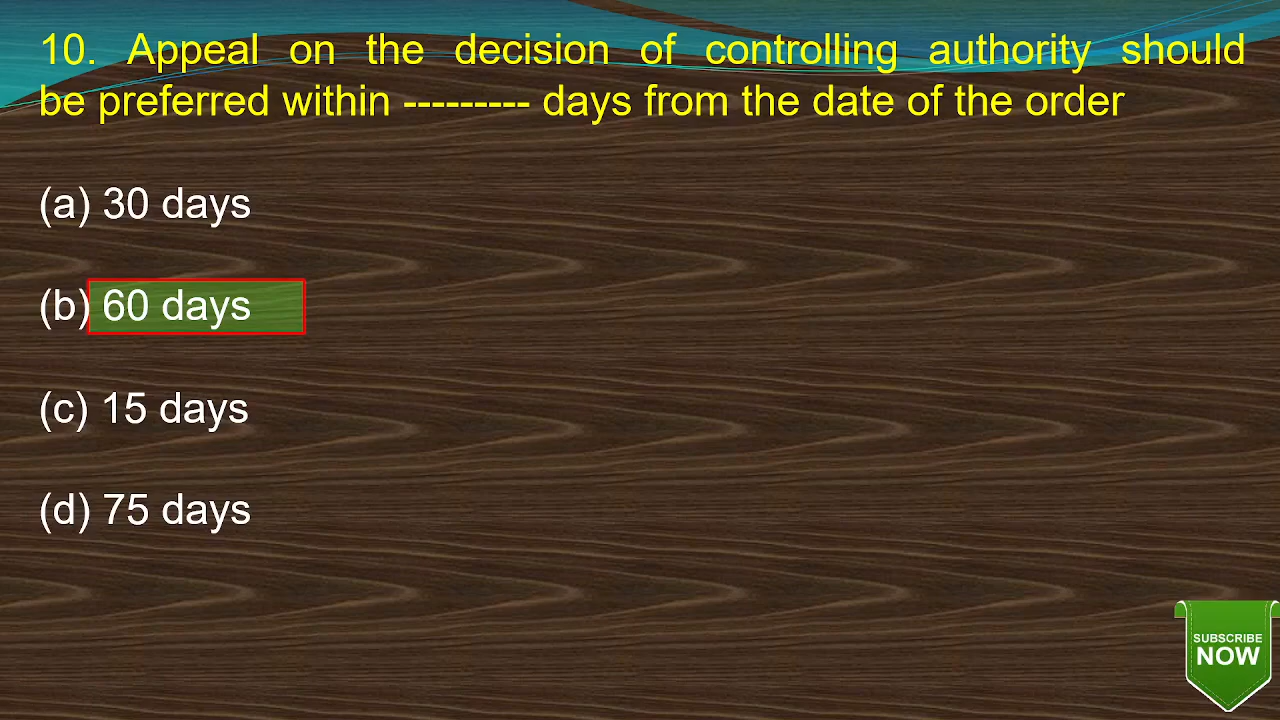 10. Appeal on the decision of controlling authority should
be preferred within --------- days from the date of the order
(a) 30 days
(b) 60 days
(c) 15 days
(d) 75 days
SUBSCRIBE
NOW